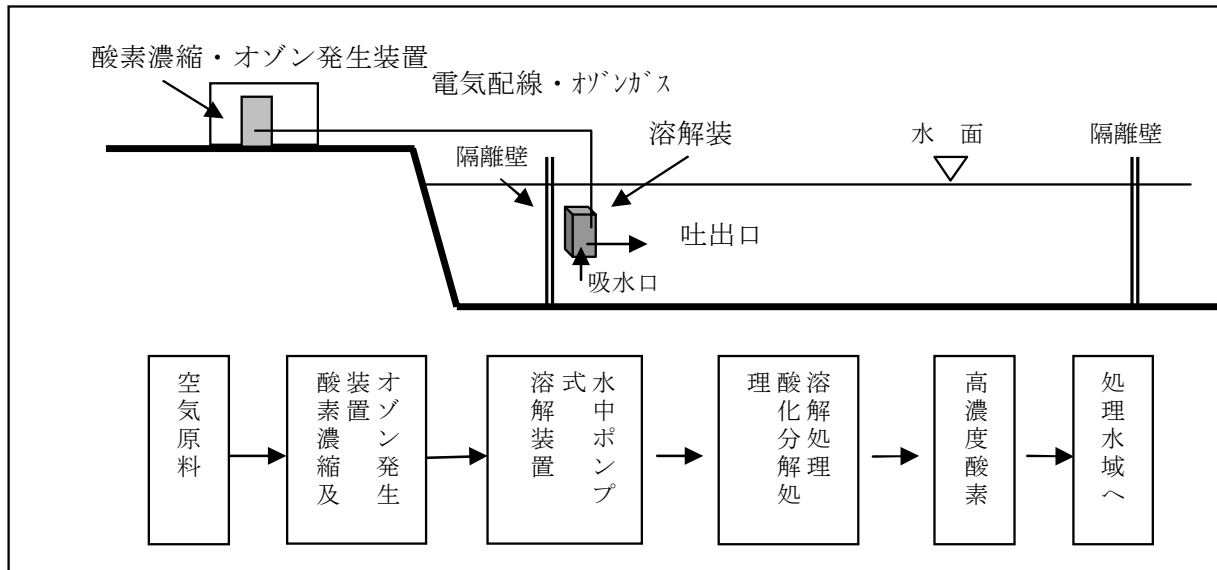 酸素濃縮・オゾン発生装置
電気配線・ｵｿﾞﾝｶﾞｽ
隔離壁
溶解装
水　面
隔離壁
吐出口
吸水口
空気原料
オゾン発生
装置
酸素濃縮及
水中ポンプ
式
溶解装置
溶解処理
酸化分解処
理
高濃度酸素
処理水域へ